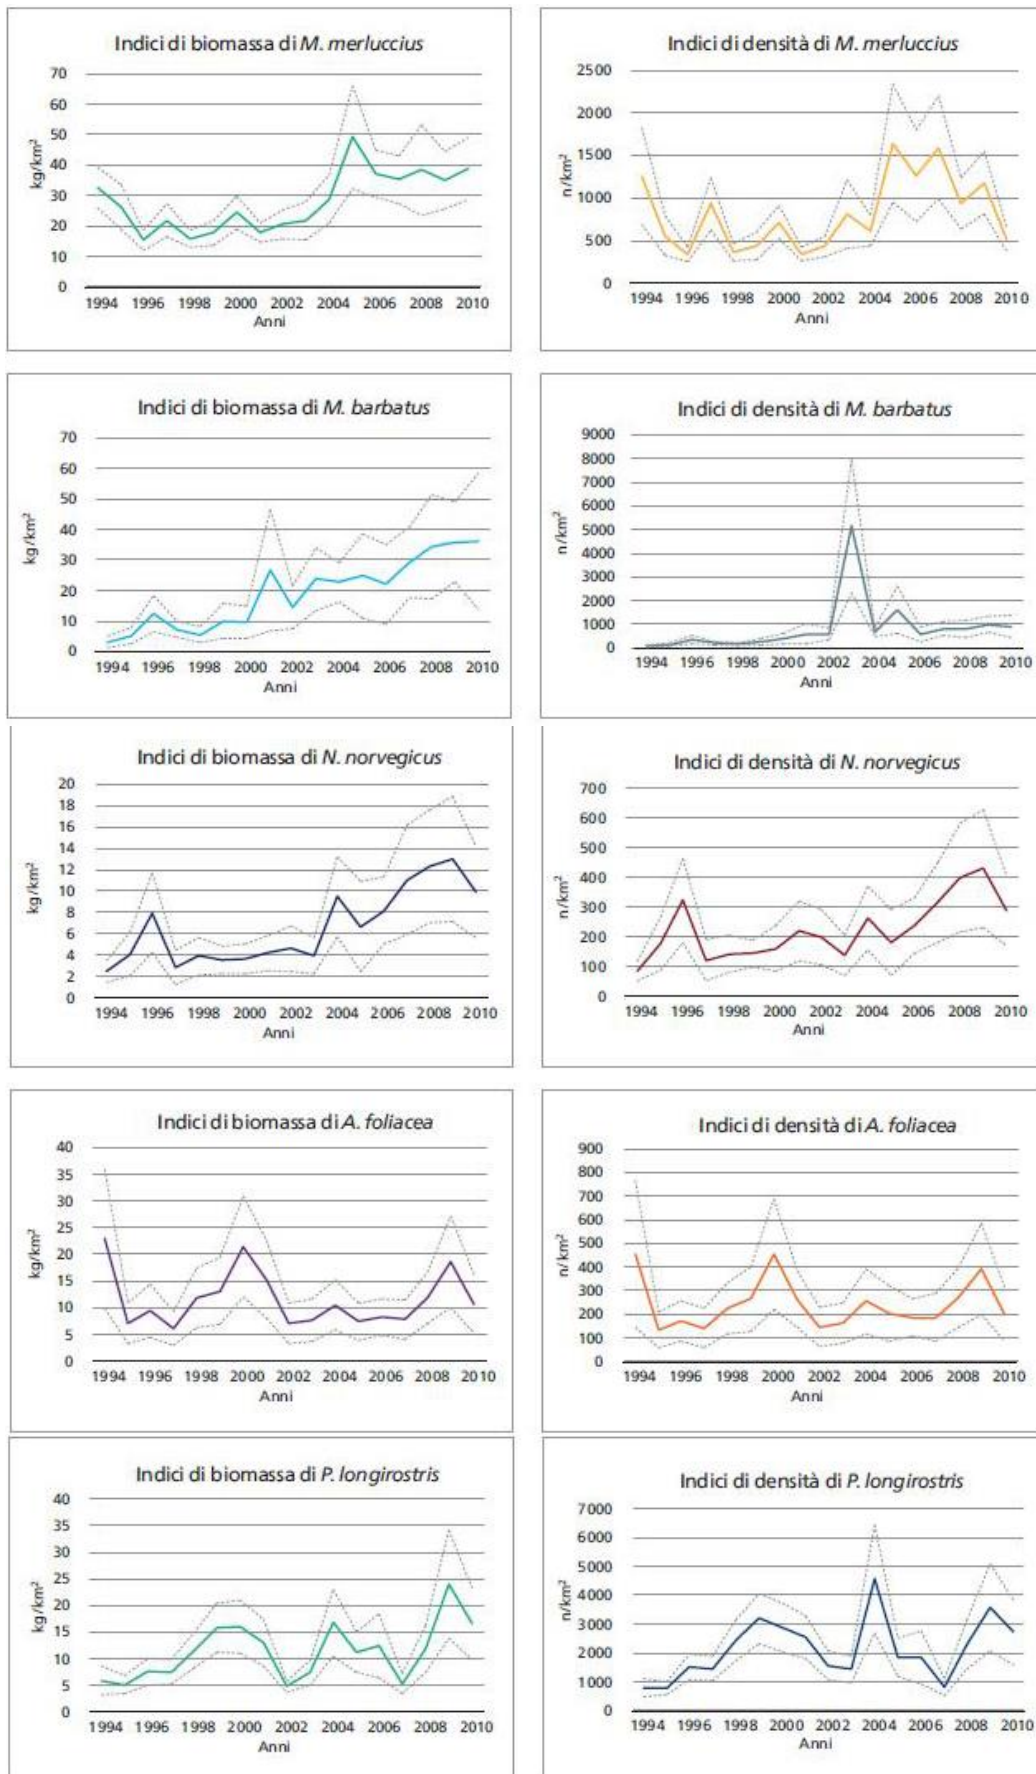 Indici di biomassa di M. merluccius
kg/km²
70
60
50
40
30
20
10
0
1994 1996 1998 2000 2002 2004 2006 2008 2010
Anni
Indici di densità di M. merluccius
n/km²
2500
2000
1500
1000
500
0
1994 1996 1998 2000 2002 2004 2006 2008 2010
Anni
Indici di biomassa di M. barbatus
kg/km²
70
60
50
40
30
20
10
0
1994 1996 1998 2000 2002 2004 2006 2008 2010
Anni
Indici di densità di M. barbatus
n/km²
9000
8000
7000
6000
5000
4000
3000
2000
1000
0
1994 1996 1998 2000 2002 2004 2006 2008 2010
Anni
Indici di biomassa di N. norvegicus
kg/km²
20
18
16
14
12
10
8
6
4
2
0
1994 1996 1998 2000 2002 2004 2006 2008 2010
Anni
Indici di densità di N. norvegicus
n/km²
700
600
500
400
300
200
100
0
1994 1996 1998 2000 2002 2004 2006 2008 2010
Anni
Indici di biomassa di A. foliacea
kg/km²
40
35
30
25
20
15
10
5
0
1994 1996 1998 2000 2002 2004 2006 2008 2010
Anni
Indici di densità di A. foliacea
n/km²
900
800
700
600
500
400
300
200
100
0
1994 1996 1998 2000 2002 2004 2006 2008 2010
Anni
Indici di biomassa di P. longirostris
kg/km²
40
35
30
25
20
15
10
5
0
1994 1996 1998 2000 2002 2004 2006 2008 2010
Anni
Indici di densità di P. longirostris
n/km²
7000
6000
5000
4000
3000
2000
1000
0
1994 1996 1998 2000 2002 2004 2006 2008 2010
Anni